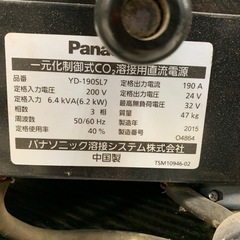 Pana
一元化制御式CO₂溶接用直流電源
定格 YD-190SL7 190 A
定格入力電圧 200 V 定格出力電圧 24 V
定格入力 6.4 kVA(6.2 kW) 最高無負荷電圧 32 V
相数 3 相 質量 47 kg
周波数 50/60 Hz 製造年 2015
定格使用率 40 % 製造番号 O4864
パナソニック溶接システム株式会社
中国製
TSM10946-02